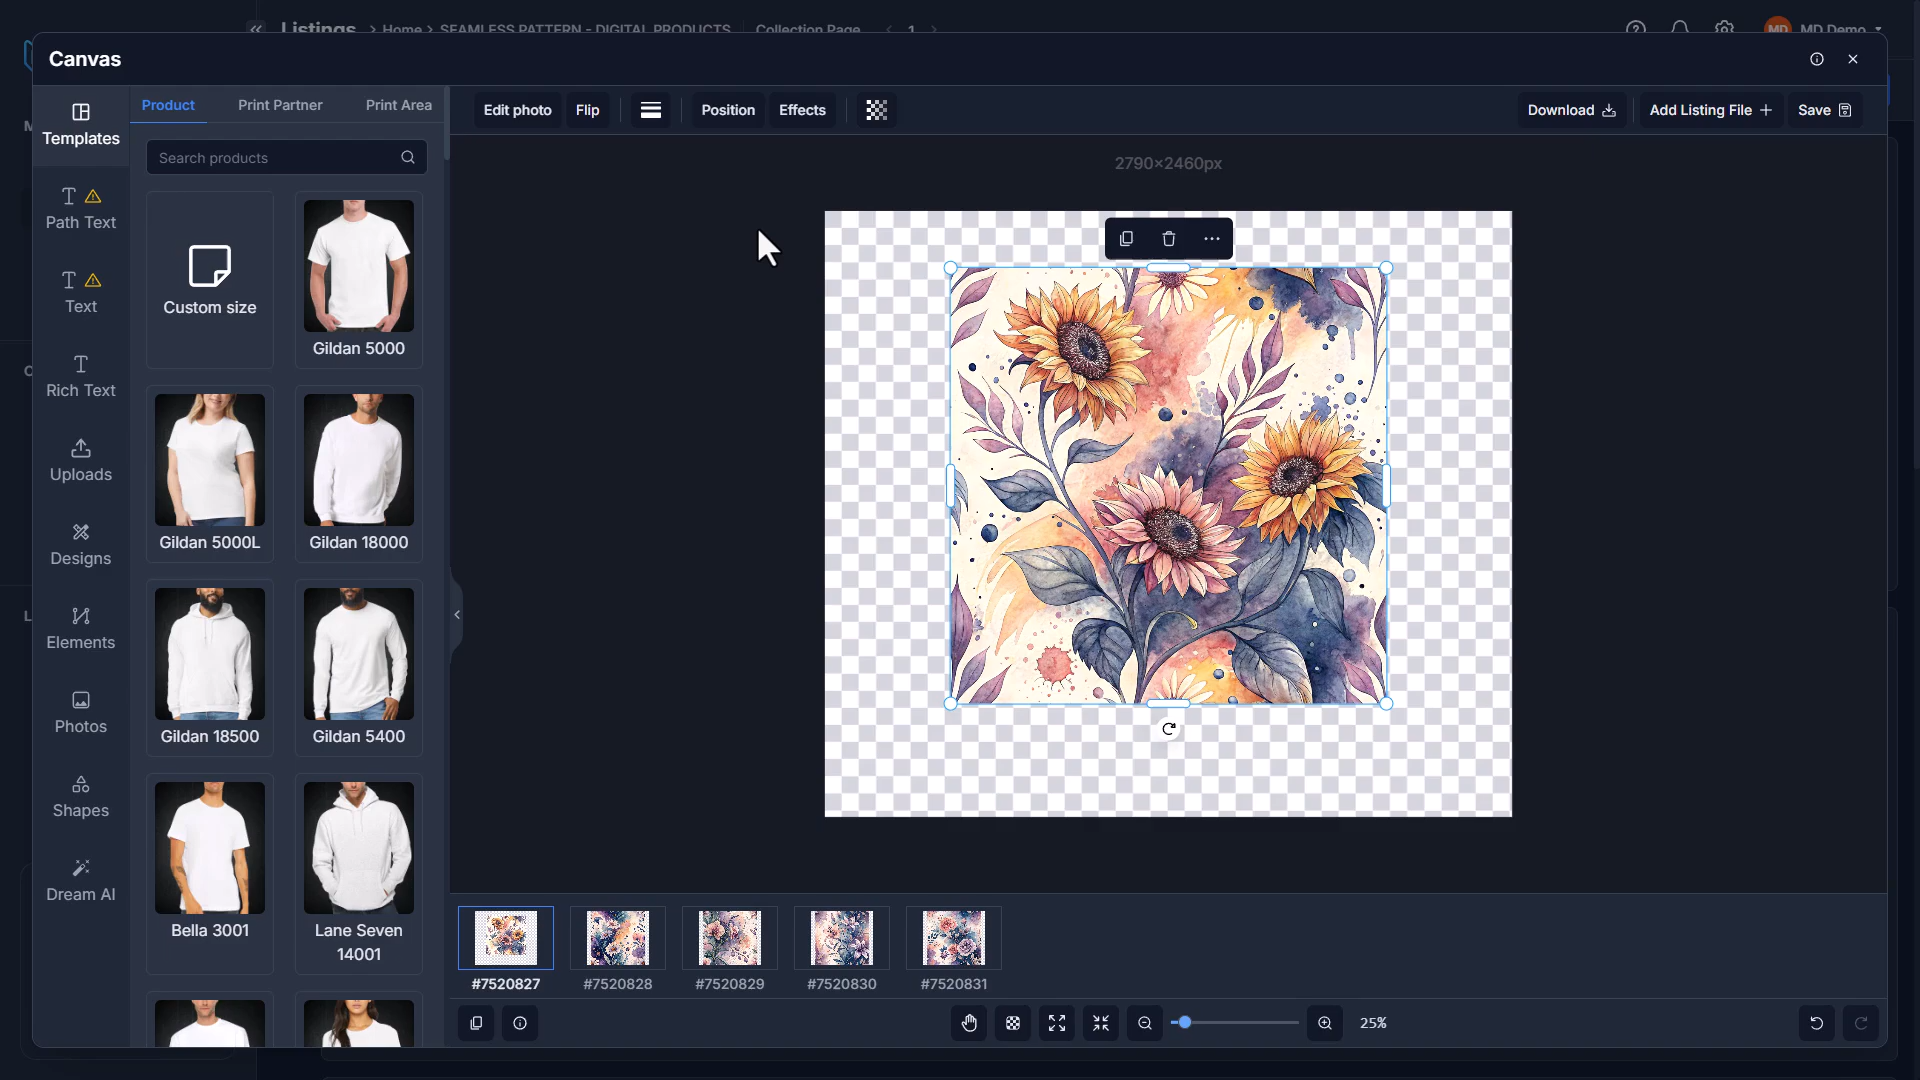 Listings > Home > SEAMLESS PATTERN - DIGITAL PRODUCTS Collection Page 1
MD MD Demo
Canvas
Templates
Path Text
Text
Rich Text
Uploads
Designs
Elements
Photos
Shapes
Dream AI
Product Print Partner Print Area
Search products
Custom size
Gildan 5000
Gildan 5000L
Gildan 18000
Gildan 18500
Gildan 5400
Bella 3001
Lane Seven
14001
Edit photo Flip Position Effects
Download Add Listing File Save
2790×2460px
#7520827 #7520828 #7520829 #7520830 #7520831
25%